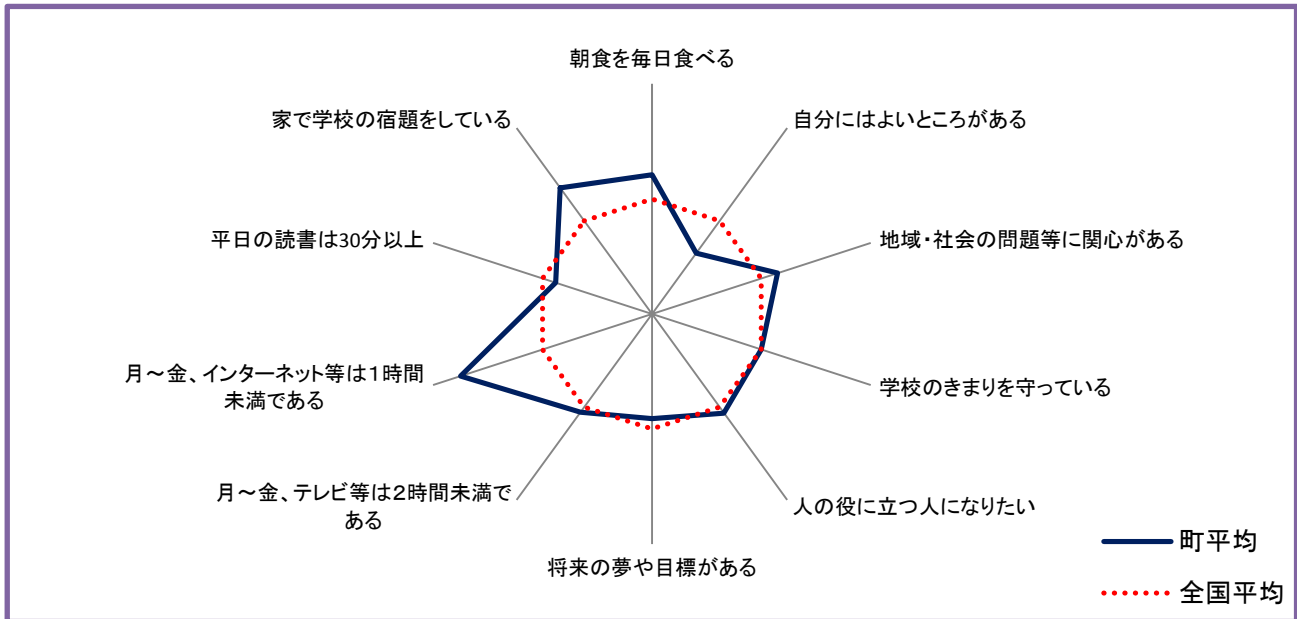 朝食を毎日食べる
自分にはよいところがある
地域・社会の問題等に関心がある
学校のきまりを守っている
人の役に立つ人になりたい
将来の夢や目標がある
月～金、テレビ等は２時間未満で
ある
月～金、インターネット等は１時間
未満である
平日の読書は30分以上
家で学校の宿題をしている
町平均
全国平均